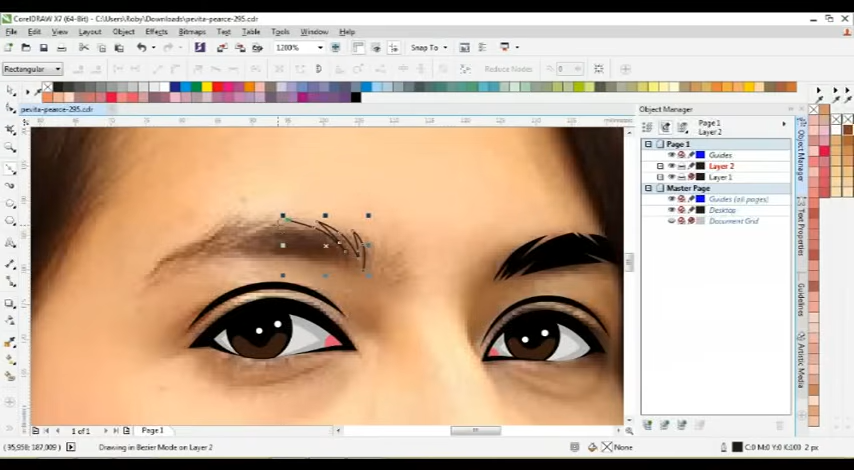 CorelDRAW X7 (64-Bit) - C:\Users\Roby\Downloads\pevita-pearce-295.cdr
File Edit View Layout Object Effects Bitmaps Text Table Tools Window Help
1280% Snap To
Rectangular Reduce Nodes 0
pevita-pearce-295.cdr
Object Manager
Page 1
Layer 2
Page 1
Guides
Layer 2
Layer 1
Master Page
Guides (all pages)
Desktop
Document Grid
Object Manager
Text Properties
Guidelines
Artistic Media
1 of 1 Page 1
Drawing in Bezier Mode on Layer 2 None 2 px